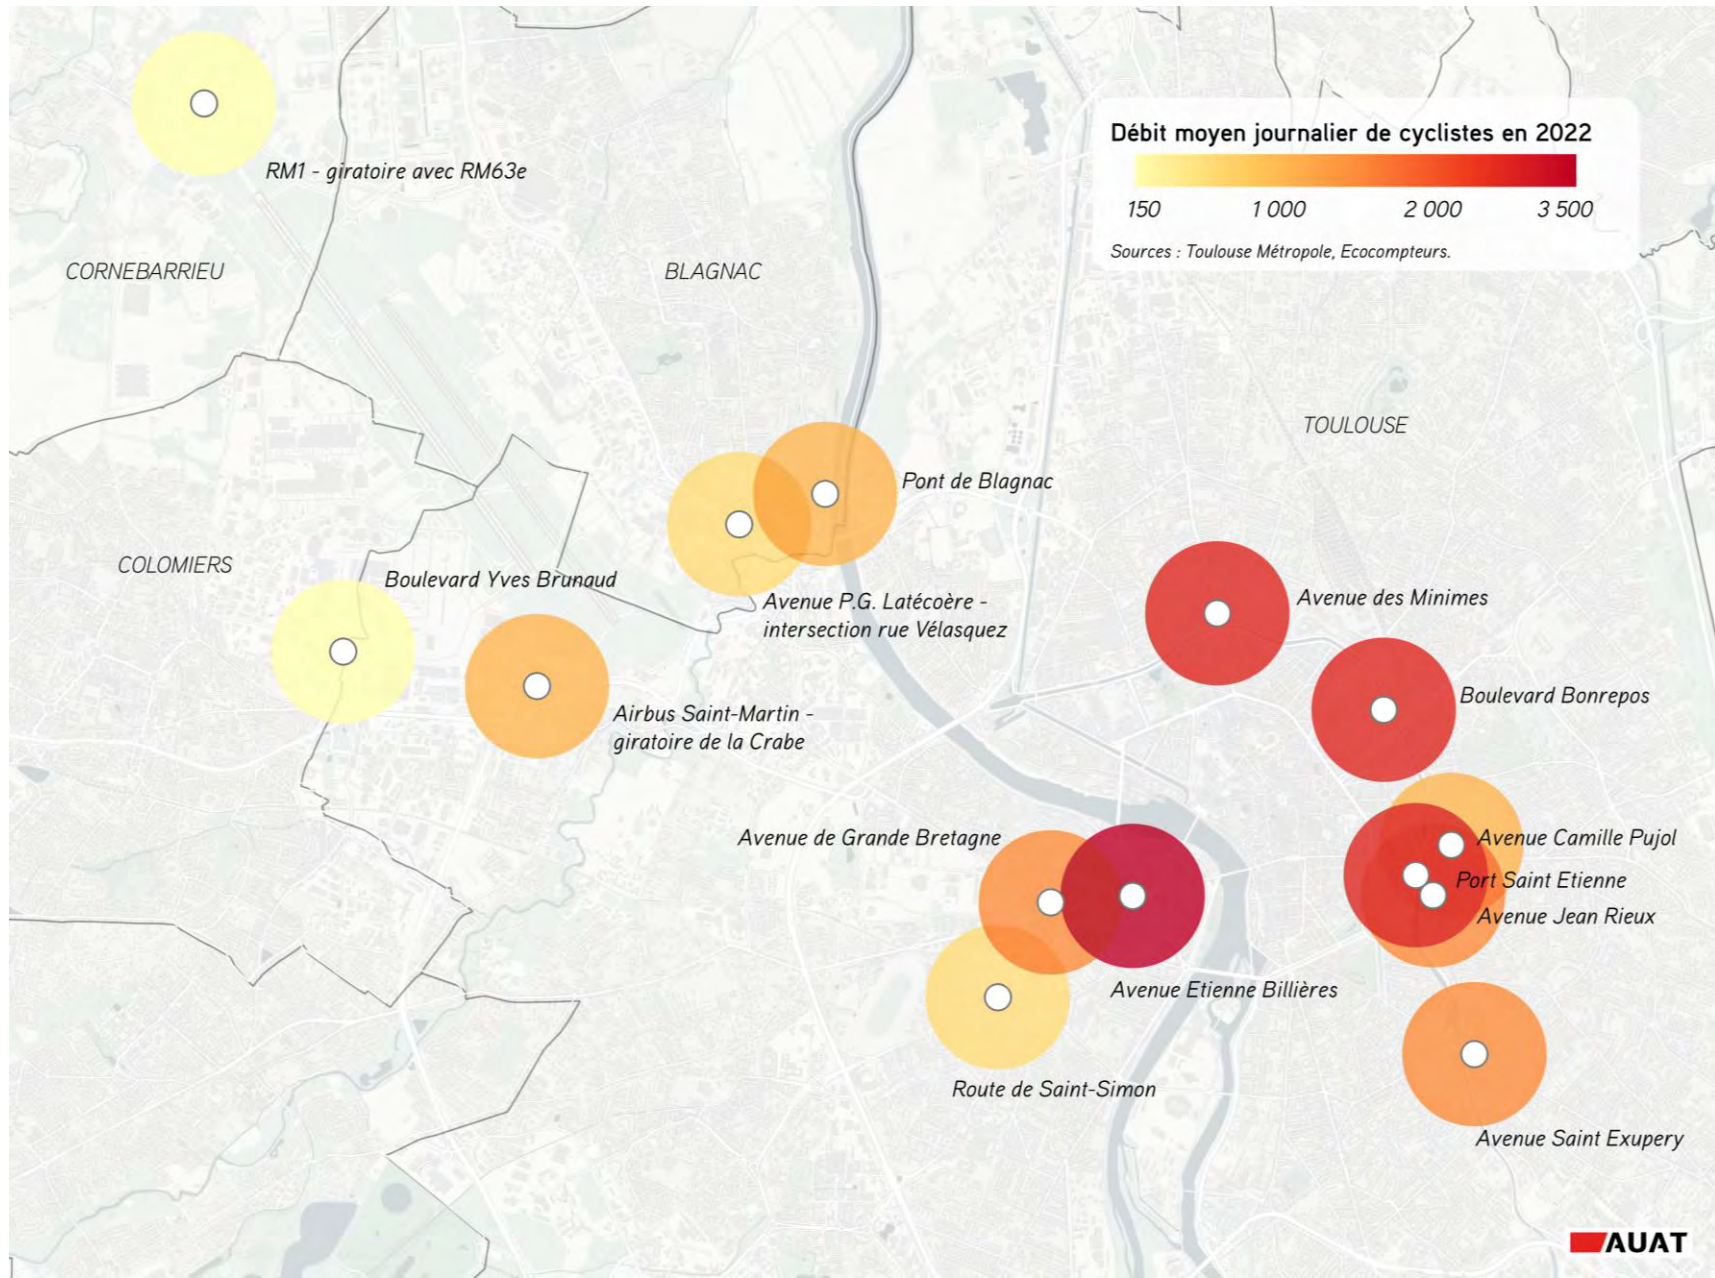 Débit moyen journalier de cyclistes en 2022
150 1 000 2 000 3 500
Sources : Toulouse Métropole, Ecocompteurs.
RM1 - giratoire avec RM63e
CORNEBARRIEU
BLAGNAC
TOULOUSE
Pont de Blagnac
COLOMIERS
Boulevard Yves Brunaud
Avenue P.G. Latécoère -
intersection rue Vélasquez
Avenue des Minimes
Boulevard Bonrepos
Airbus Saint-Martin -
giratoire de la Crabe
Avenue de Grande Bretagne
Avenue Camille Pujol
Port Saint Etienne
Avenue Jean Rieux
Avenue Etienne Billières
Route de Saint-Simon
Avenue Saint Exupery
AUAT